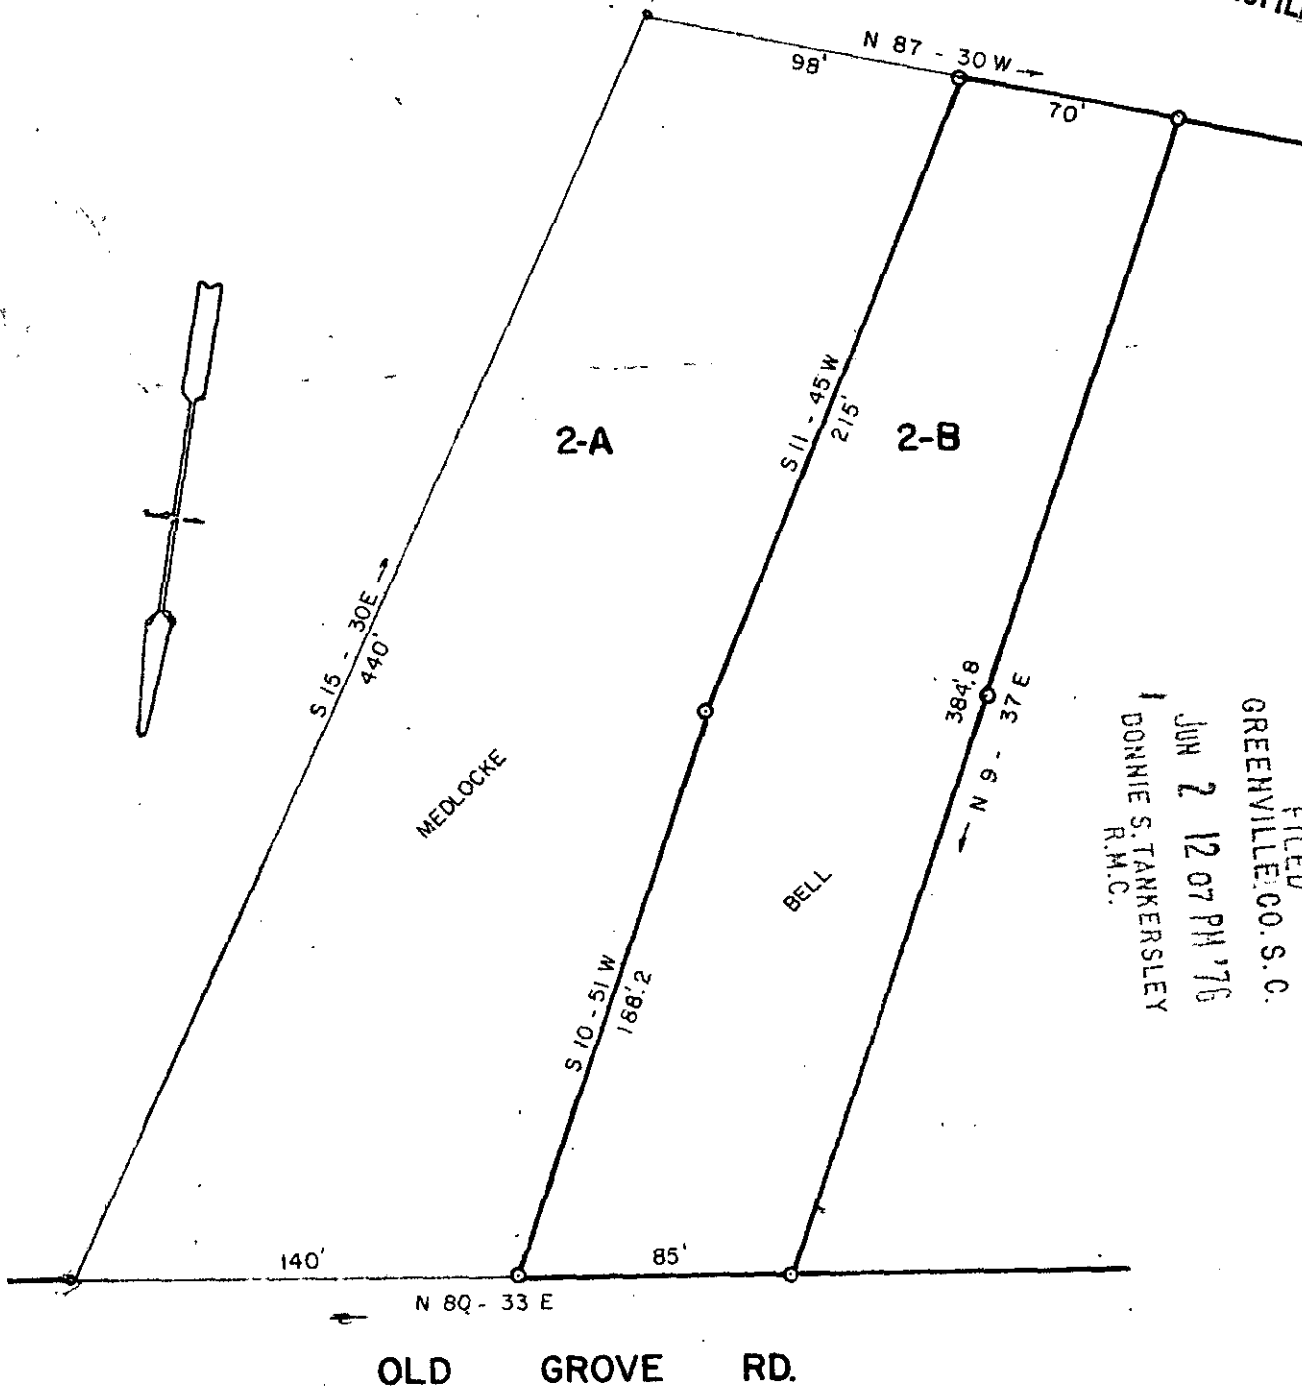 N 87 - 30 W
98'
70'
S 11 - 45 W
215'
2-A
2-B
S 15 - 30E
440'
384'.8
N 9 - 37 E
MEDLOCKE
BELL
FILED
GREENVILLE CO. S. C.
JUN 2 12 07 PM '76
DONNIE S. TANKERSLEY
R.M.C.
S 10 - 51 W
188'.2
140'
85'
N 80 - 33 E
OLD GROVE RD.